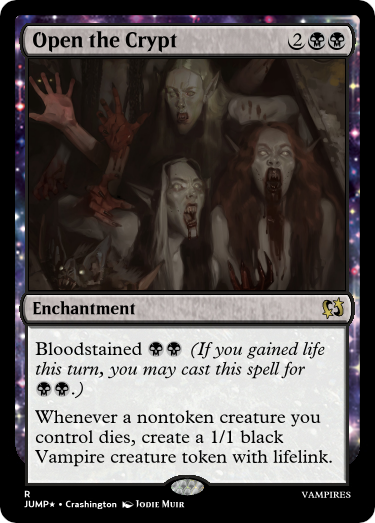 Open the Crypt 2
Enchantment
Bloodstained (If you gained life
this turn, you may cast this spell for
.)
Whenever a nontoken creature you
control dies, create a 1/1 black
Vampire creature token with lifelink.
R VAMPIRES
JUMP★ • Crashington Jodie Muir